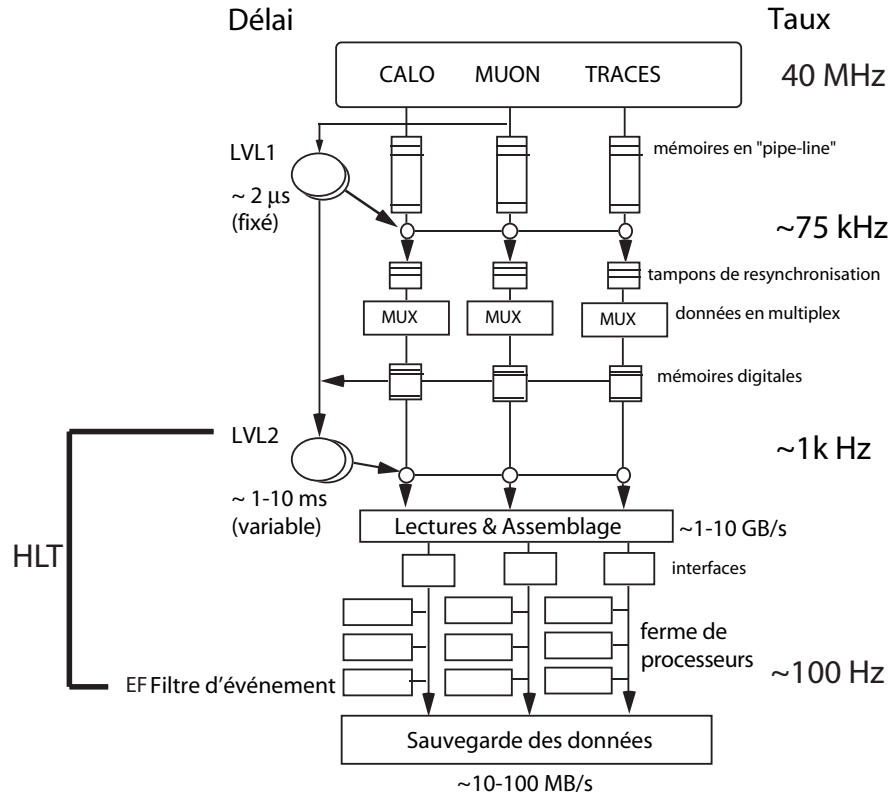 Délai
Taux
CALO MUON TRACES
40 MHz
LVL1
mémoires en "pipe-line"
~ 2 μs
(fixé)
~75 kHz
tampons de resynchronisation
MUX MUX MUX
données en multiplex
mémoires digitales
LVL2
~1k Hz
~ 1-10 ms
(variable)
Lectures & Assemblage
~1-10 GB/s
HLT
interfaces
ferme de
processeurs
EF Filtre d'événement
~100 Hz
Sauvegarde des données
~10-100 MB/s